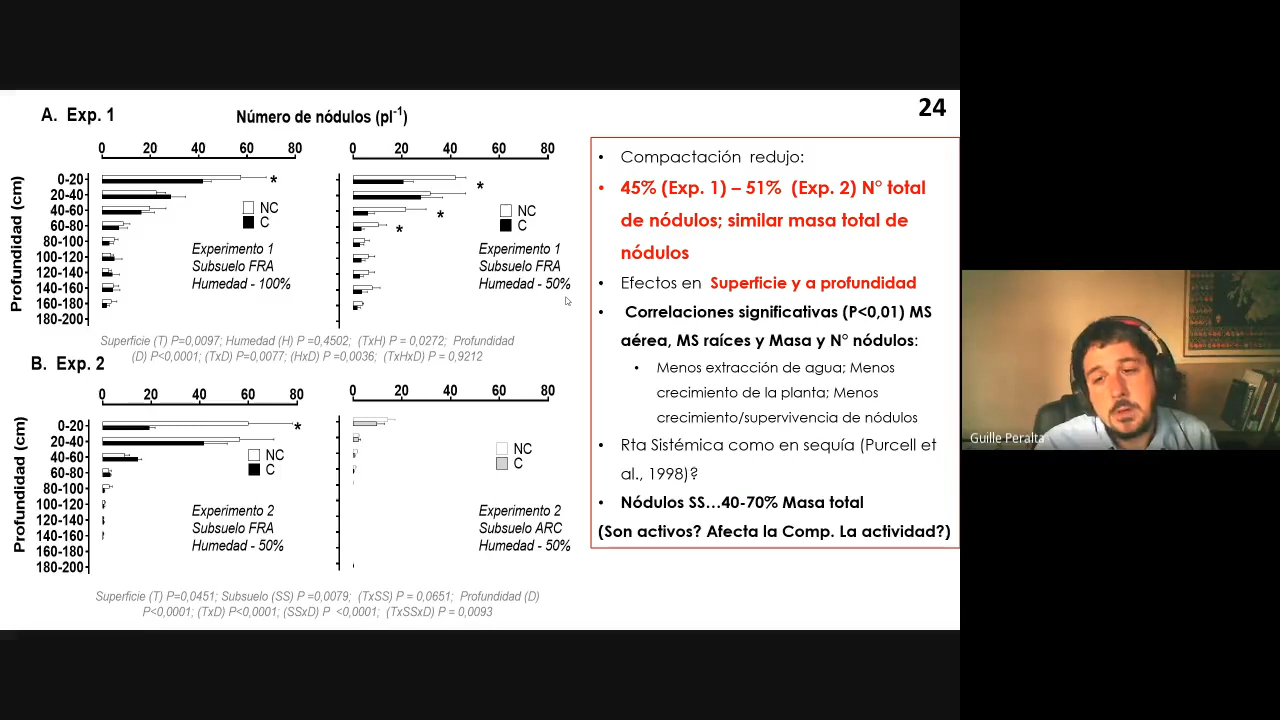 A. Exp. 1
Número de nódulos (pl-1)
24
0 20 40 60 80
0 20 40 60 80
Profundidad (cm)
0-20
20-40
40-60
60-80
80-100
100-120
120-140
140-160
160-180
180-200
*
NC
C
Experimento 1
Subsuelo FRA
Humedad - 100%
*
*
*
NC
C
Experimento 1
Subsuelo FRA
Humedad - 50%
Superficie (T) P=0,0097; Humedad (H) P =0,4502; (TxH) P = 0,0272; Profundidad
(D) P<0,0001; (TxD) P=0,0077; (HxD) P=0,0036; (TxHxD) P = 0,9212
B. Exp. 2
0 20 40 60 80
0 20 40 60 80
Profundidad (cm)
0-20
20-40
40-60
60-80
80-100
100-120
120-140
140-160
160-180
180-200
*
NC
C
Experimento 2
Subsuelo FRA
Humedad - 50%
NC
C
Experimento 2
Subsuelo ARC
Humedad - 50%
Superficie (T) P=0,0451; Subsuelo (SS) P =0,0079; (TxSS) P = 0,0651; Profundidad (D)
P<0,0001; (TxD) P<0,0001; (SSxD) P <0,0001; (TxSSxD) P = 0,0093
• Compactación redujo:
• 45% (Exp. 1) – 51% (Exp. 2) N° total
de nódulos; similar masa total de
nódulos
• Efectos en Superficie y a profundidad
• Correlaciones significativas (P<0,01) MS
aérea, MS raíces y Masa y N° nódulos:
• Menos extracción de agua; Menos
crecimiento de la planta; Menos
crecimiento/supervivencia de nódulos
• Rta Sistémica como en sequía (Purcell et
al., 1998)?
• Nódulos SS…40-70% Masa total
(Son activos? Afecta la Comp. La actividad?)
Guille Peralta